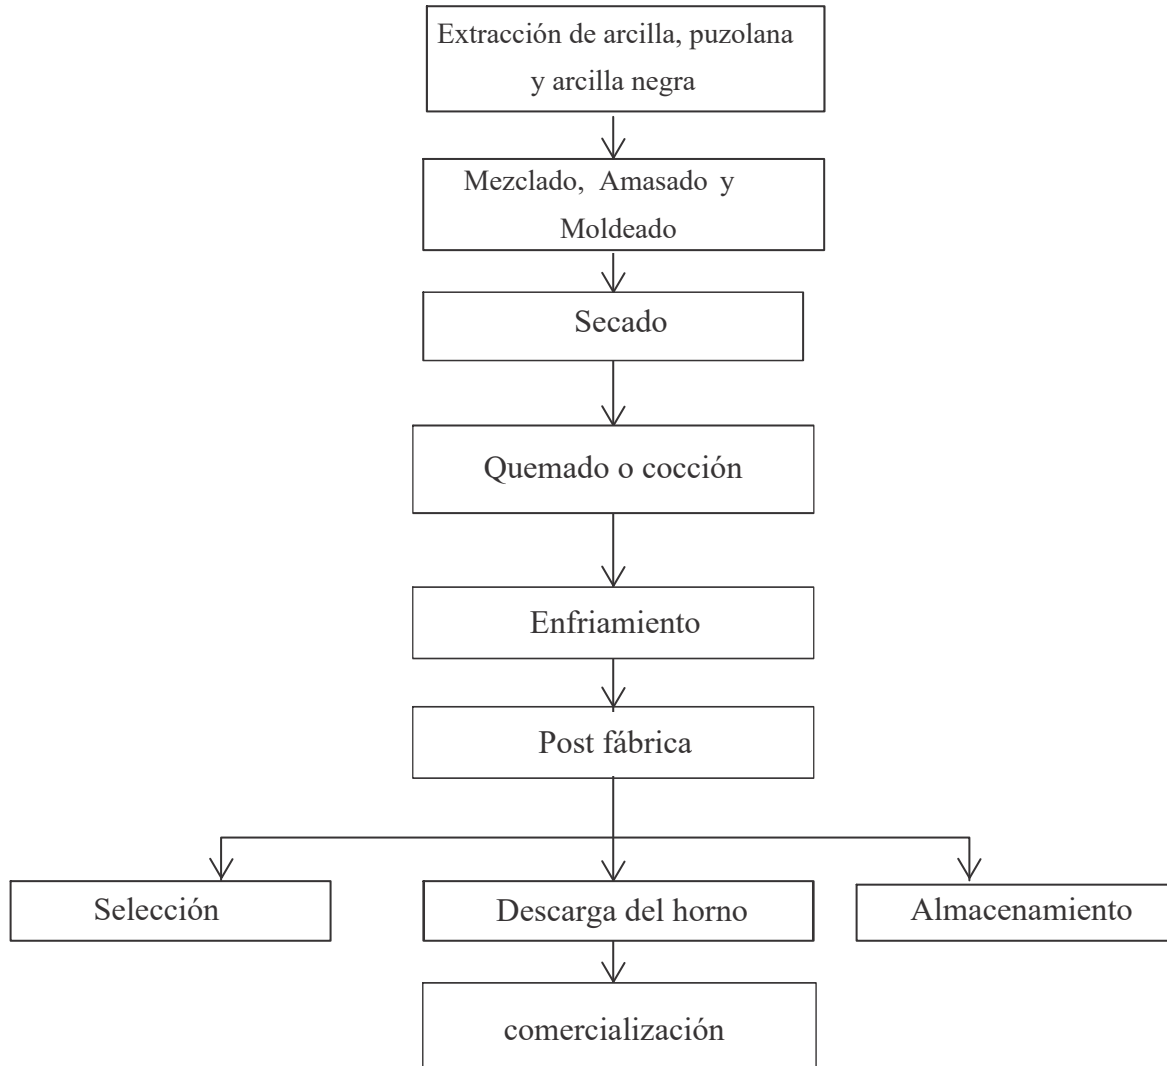 Extracción de arcilla, puzolana
y arcilla negra
Mezclado, Amasado y
Moldeado
Secado
Quemado o cocción
Enfriamiento
Post fábrica
Selección
Descarga del horno
Almacenamiento
comercialización